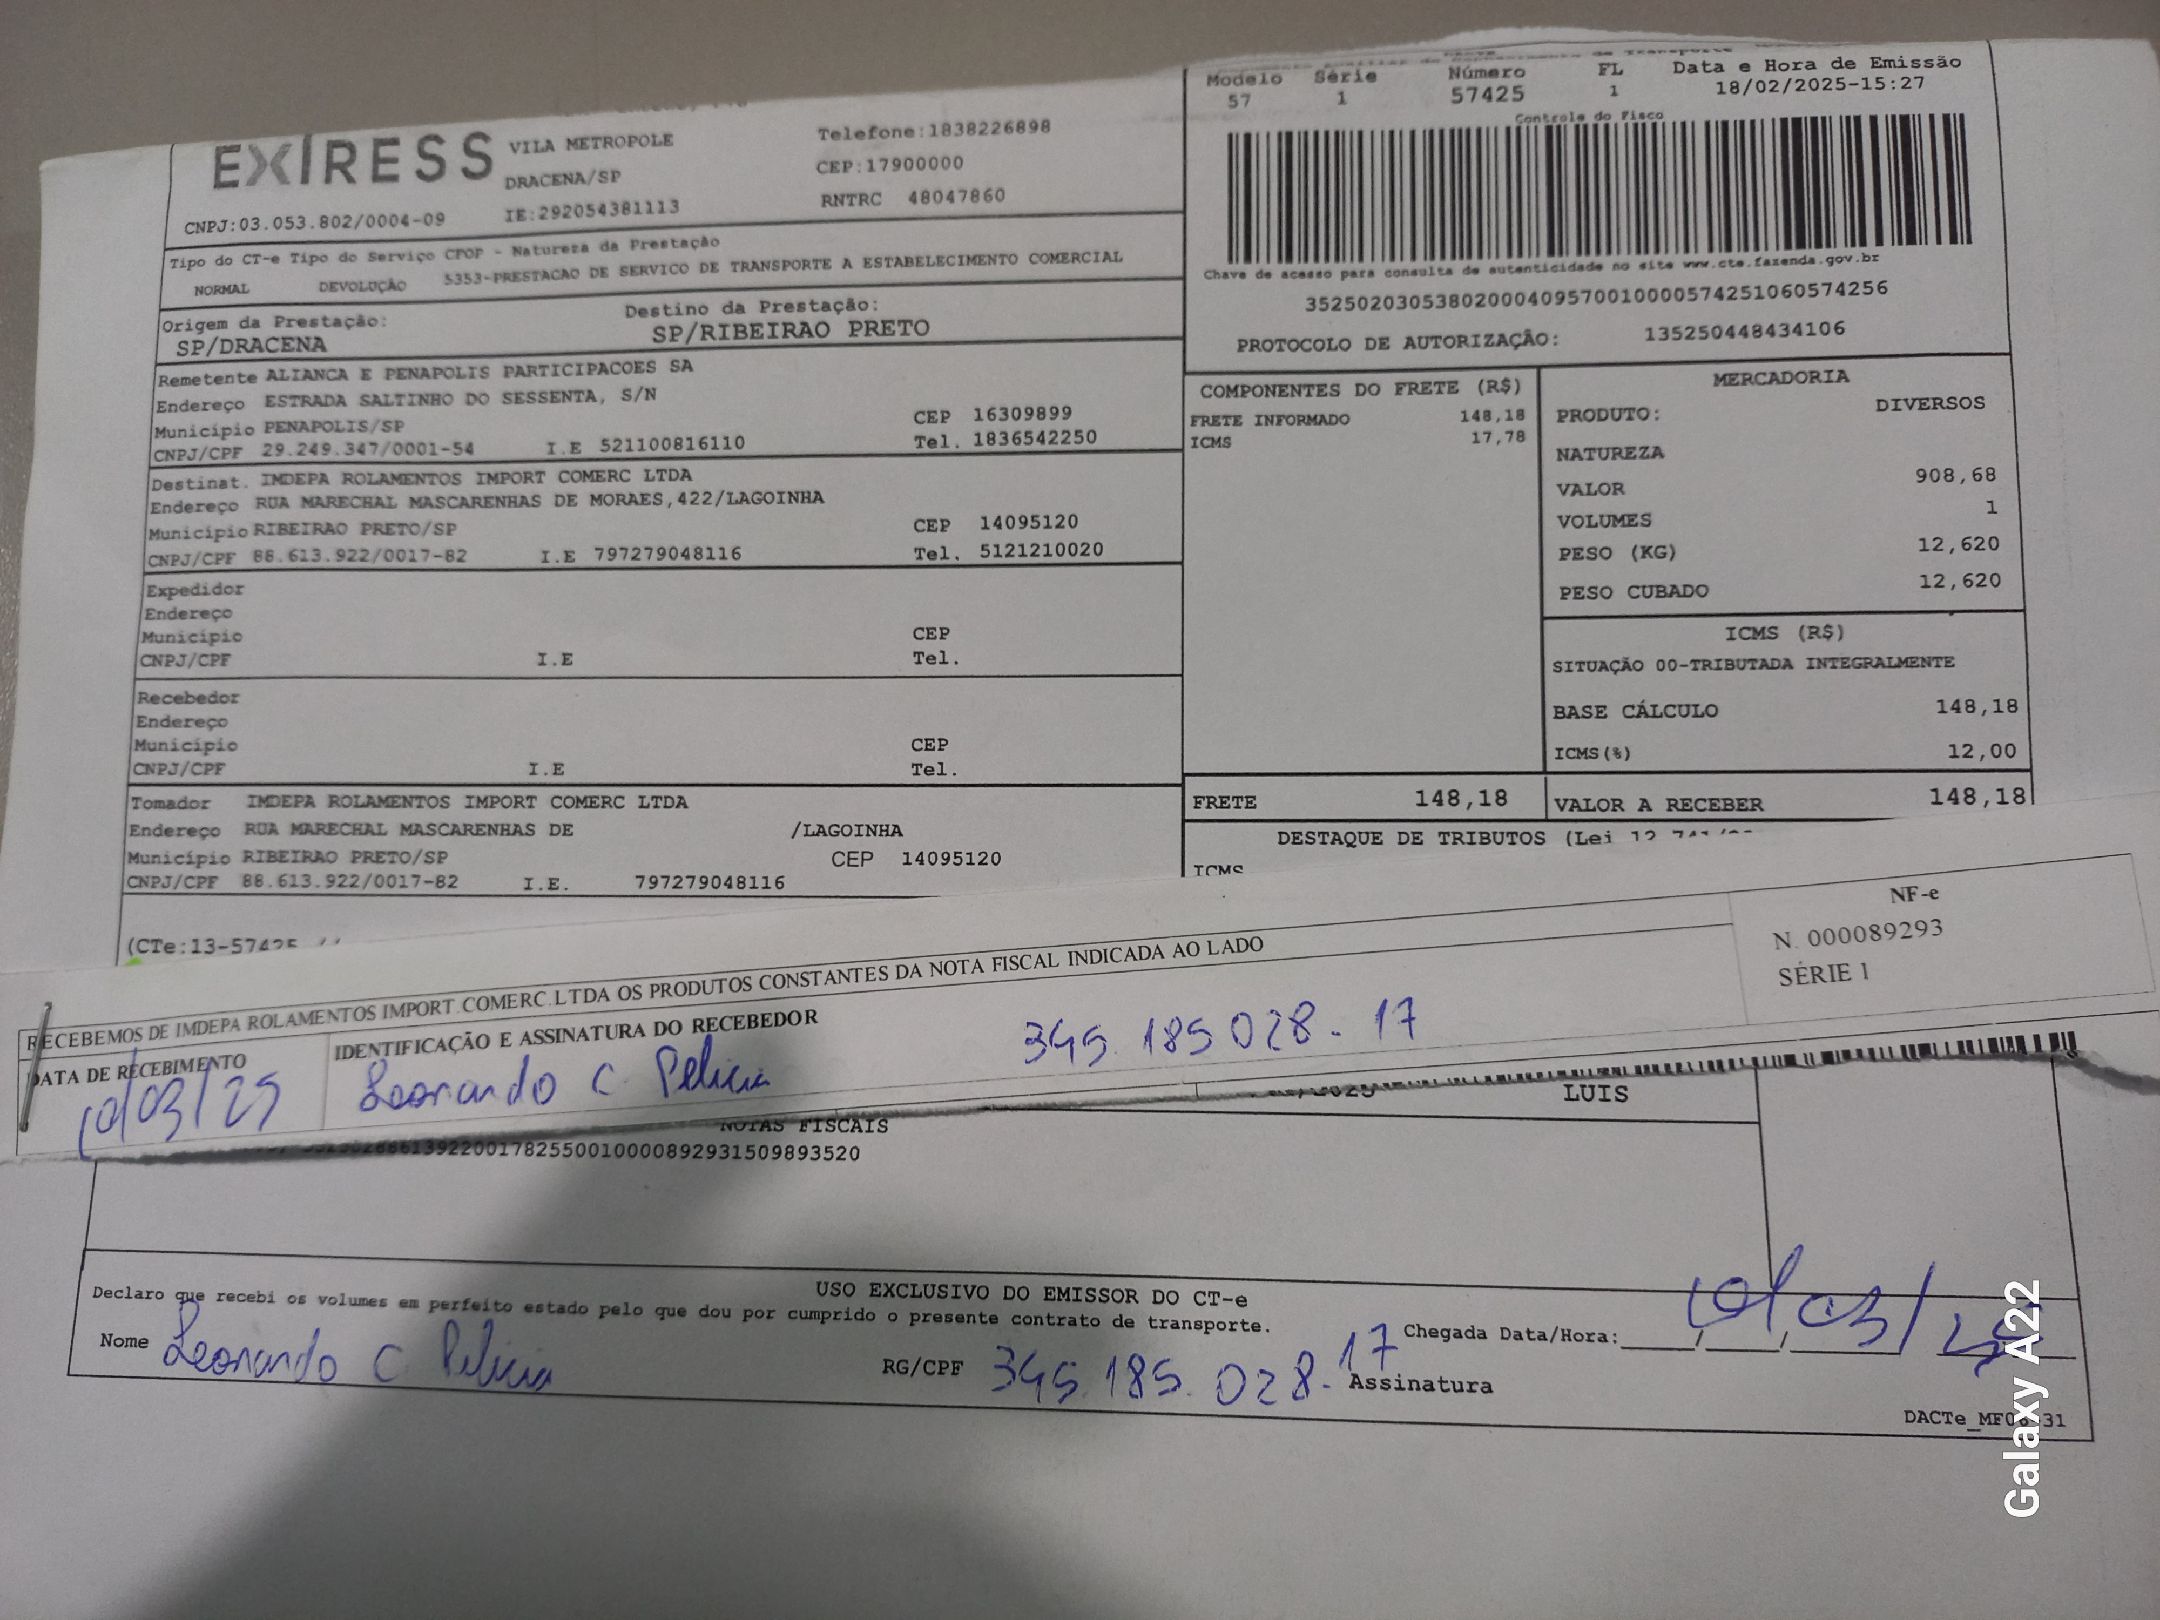 Modelo Série Número FL Data e Hora de Emissão
57 1 57425 1 18/02/2025-15:27
Controle do Fisco
EXIRESS
VILA METROPOLE Telefone:1838226898
DRACENA/SP CEP:17900000
CNPJ:03.053.802/0004-09 IE:292054381113 RNTRC 48047860
Chave de acesso para consulta de autenticidade no site www.cte.fazenda.gov.br
35250203053802000409570010000574251060574256
PROTOCOLO DE AUTORIZAÇÃO: 135250448434106
Tipo do CT-e Tipo do Serviço CFOP - Natureza da Prestação
NORMAL DEVOLUÇÃO 5353-PRESTACAO DE SERVICO DE TRANSPORTE A ESTABELECIMENTO COMERCIAL
Origem da Prestação: Destino da Prestação:
SP/DRACENA SP/RIBEIRAO PRETO
Remetente ALIANCA E PENAPOLIS PARTICIPACOES SA
Endereço ESTRADA SALTINHO DO SESSENTA, S/N
Município PENAPOLIS/SP CEP 16309899
CNPJ/CPF 29.249.347/0001-54 I.E 521100816110 Tel. 1836542250
Destinat. IMDEPA ROLAMENTOS IMPORT COMERC LTDA
Endereço RUA MARECHAL MASCARENHAS DE MORAES,422/LAGOINHA
Município RIBEIRAO PRETO/SP CEP 14095120
CNPJ/CPF 88.613.922/0017-82 I.E 797279048116 Tel. 5121210020
Expedidor
Endereço
Município CEP
CNPJ/CPF I.E Tel.
Recebedor
Endereço
Município CEP
CNPJ/CPF I.E Tel.
Tomador IMDEPA ROLAMENTOS IMPORT COMERC LTDA
Endereço RUA MARECHAL MASCARENHAS DE /LAGOINHA
Município RIBEIRAO PRETO/SP CEP 14095120
CNPJ/CPF 88.613.922/0017-82 I.E. 797279048116
COMPONENTES DO FRETE (R$)
FRETE INFORMADO 148,18
ICMS 17,78
MERCADORIA
PRODUTO: DIVERSOS
NATUREZA
VALOR 908,68
VOLUMES 1
PESO (KG) 12,620
PESO CUBADO 12,620
ICMS (R$)
SITUAÇÃO 00-TRIBUTADA INTEGRALMENTE
BASE CÁLCULO 148,18
ICMS(%) 12,00
FRETE 148,18 VALOR A RECEBER 148,18
DESTAQUE DE TRIBUTOS (Lei
ICMS
(CTe:13-57425
RECEBEMOS DE IMDEPA ROLAMENTOS IMPORT.COMERC.LTDA OS PRODUTOS CONSTANTES DA NOTA FISCAL INDICADA AO LADO
NF-e
N. 000089293
SÉRIE 1
DATA DE RECEBIMENTO IDENTIFICAÇÃO E ASSINATURA DO RECEBEDOR
10/03/25 Leonardo C Pelicia 345.185.028-17
LUIS
NOTAS FISCAIS
USO EXCLUSIVO DO EMISSOR DO CT-e
Declaro que recebi os volumes em perfeito estado pelo que dou por cumprido o presente contrato de transporte.
Nome Leonardo C Pelicia RG/CPF 345.185.028-17 Assinatura
Chegada Data/Hora: 10/03/25
Galaxy A22